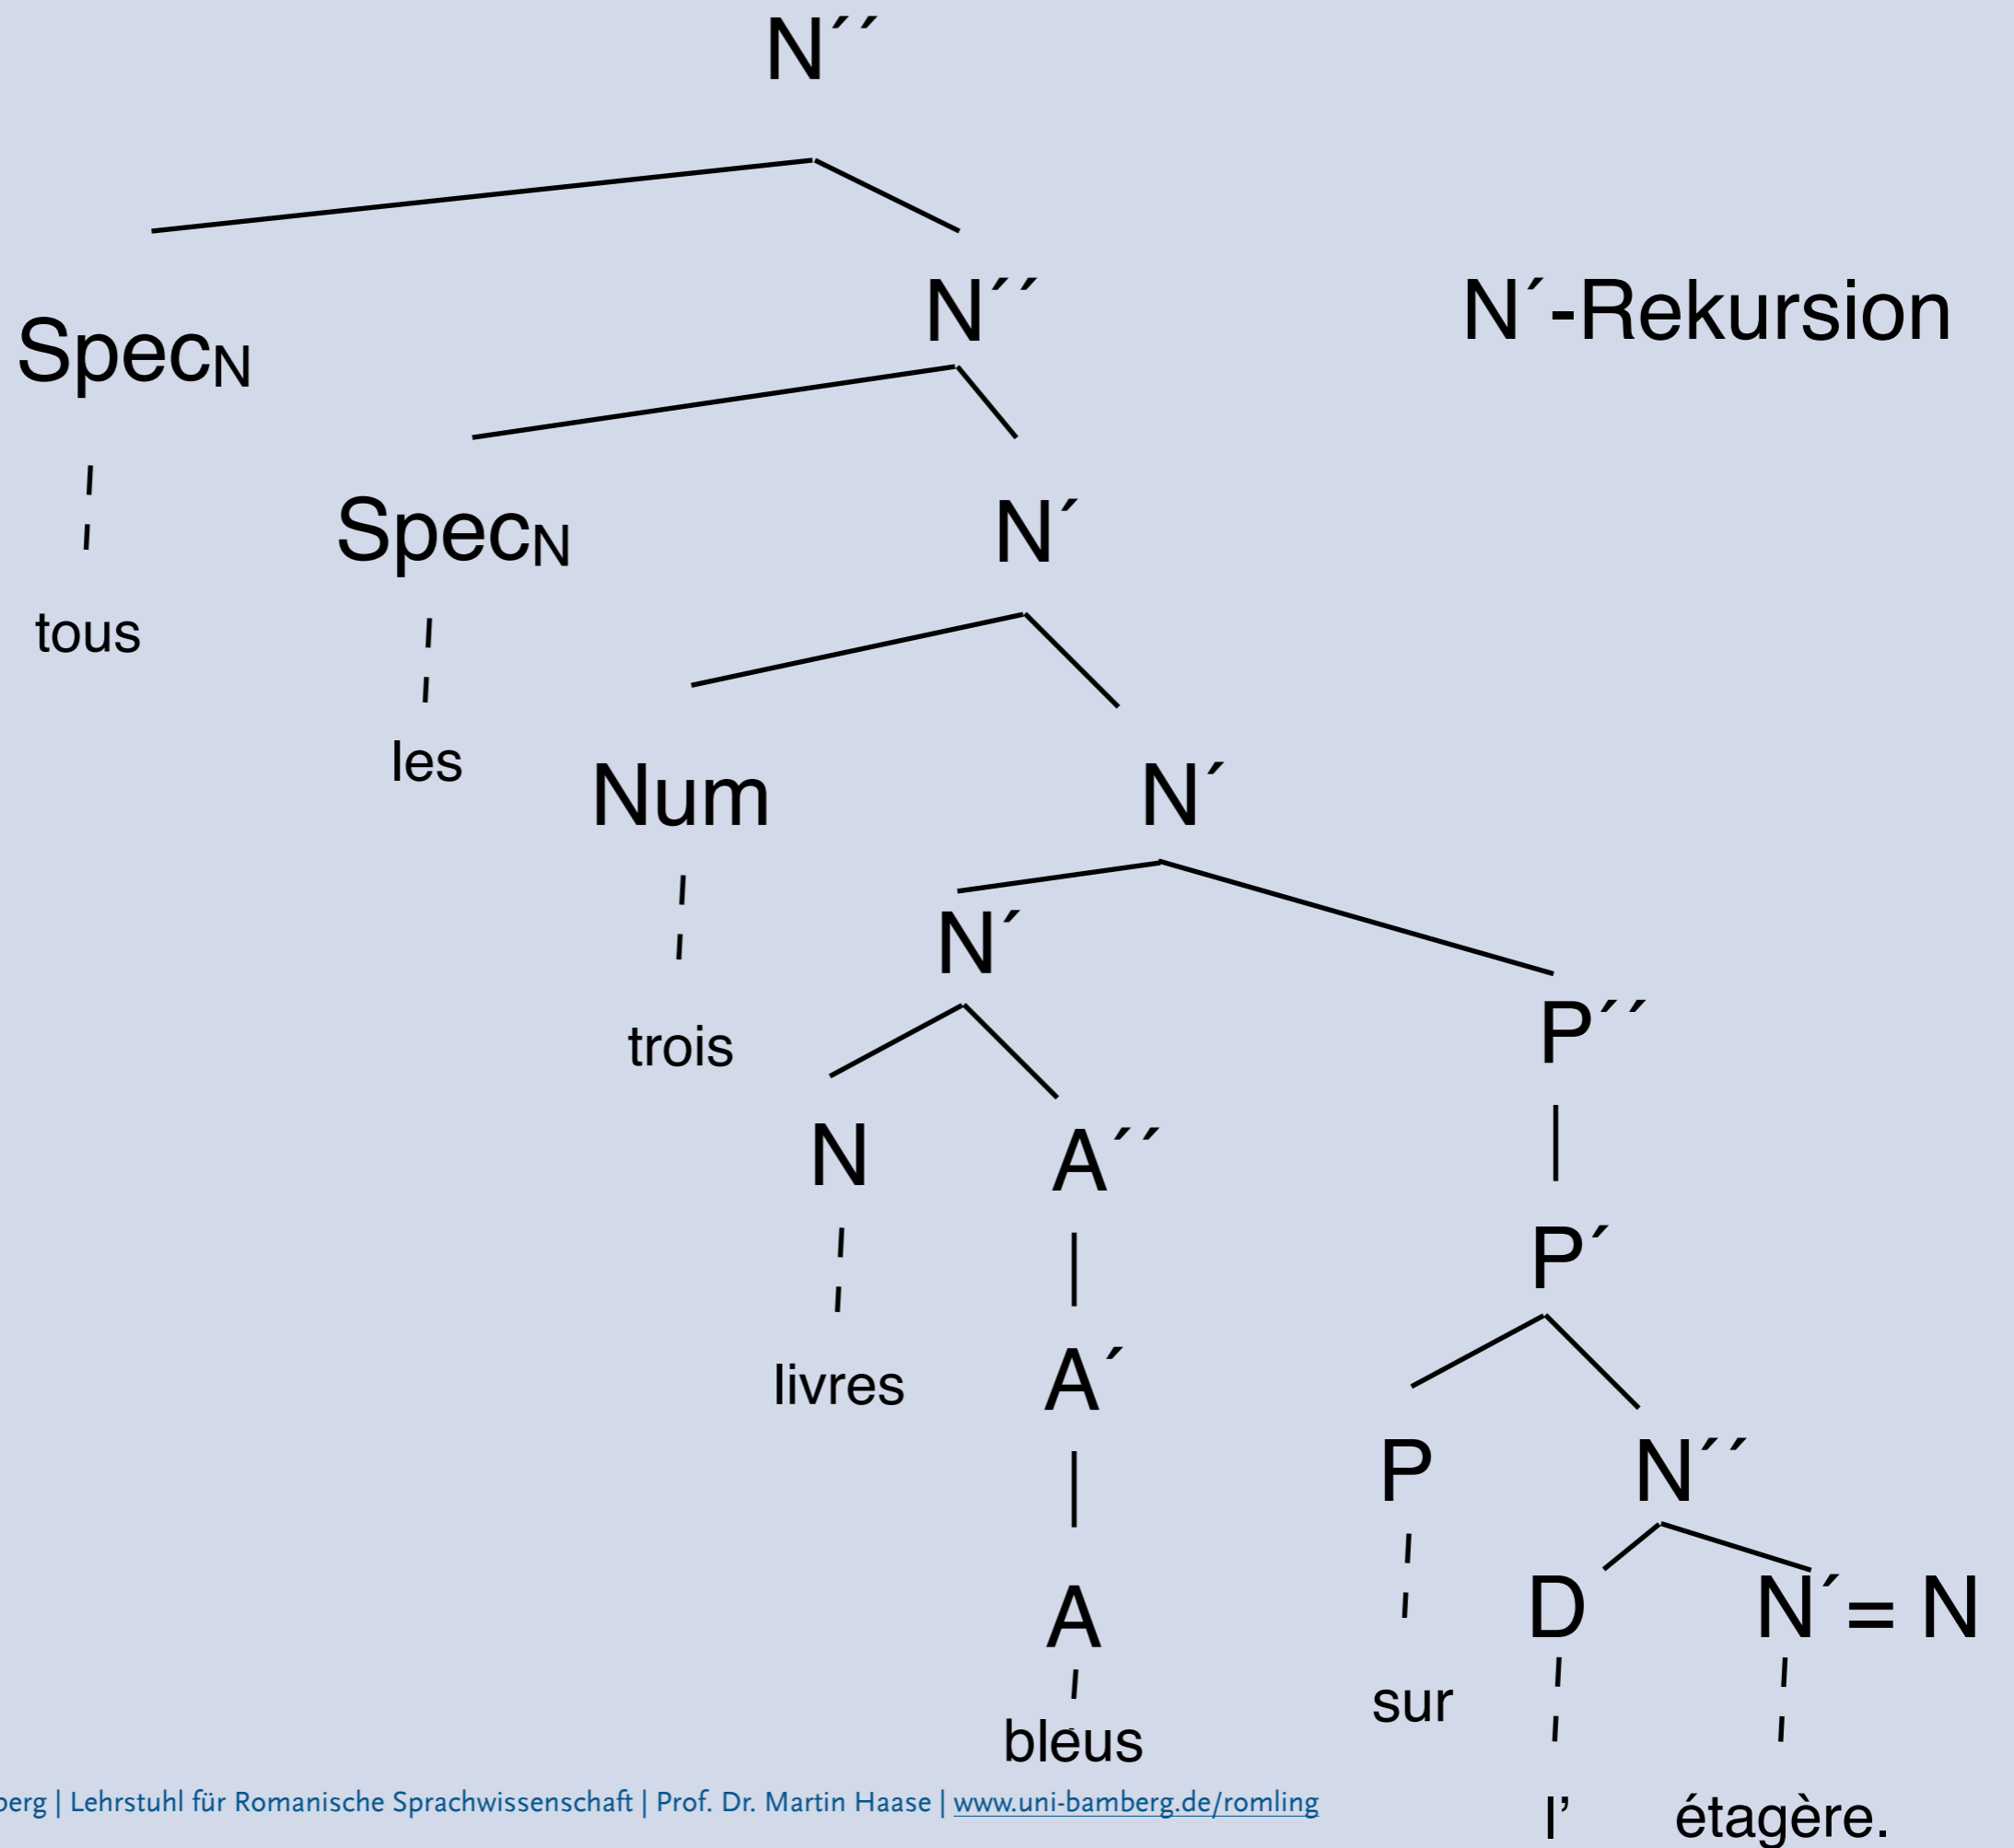 N´´
N´´
N´-Rekursion
SpecN
SpecN
N´
tous
les
Num
N´
N´
trois
P´´
N
A´´
P´
livres
A´
P
N´´
A
D
N´= N
sur
bleus
berg | Lehrstuhl für Romanische Sprachwissenschaft | Prof. Dr. Martin Haase | www.uni-bamberg.de/romling
l’ étagère.